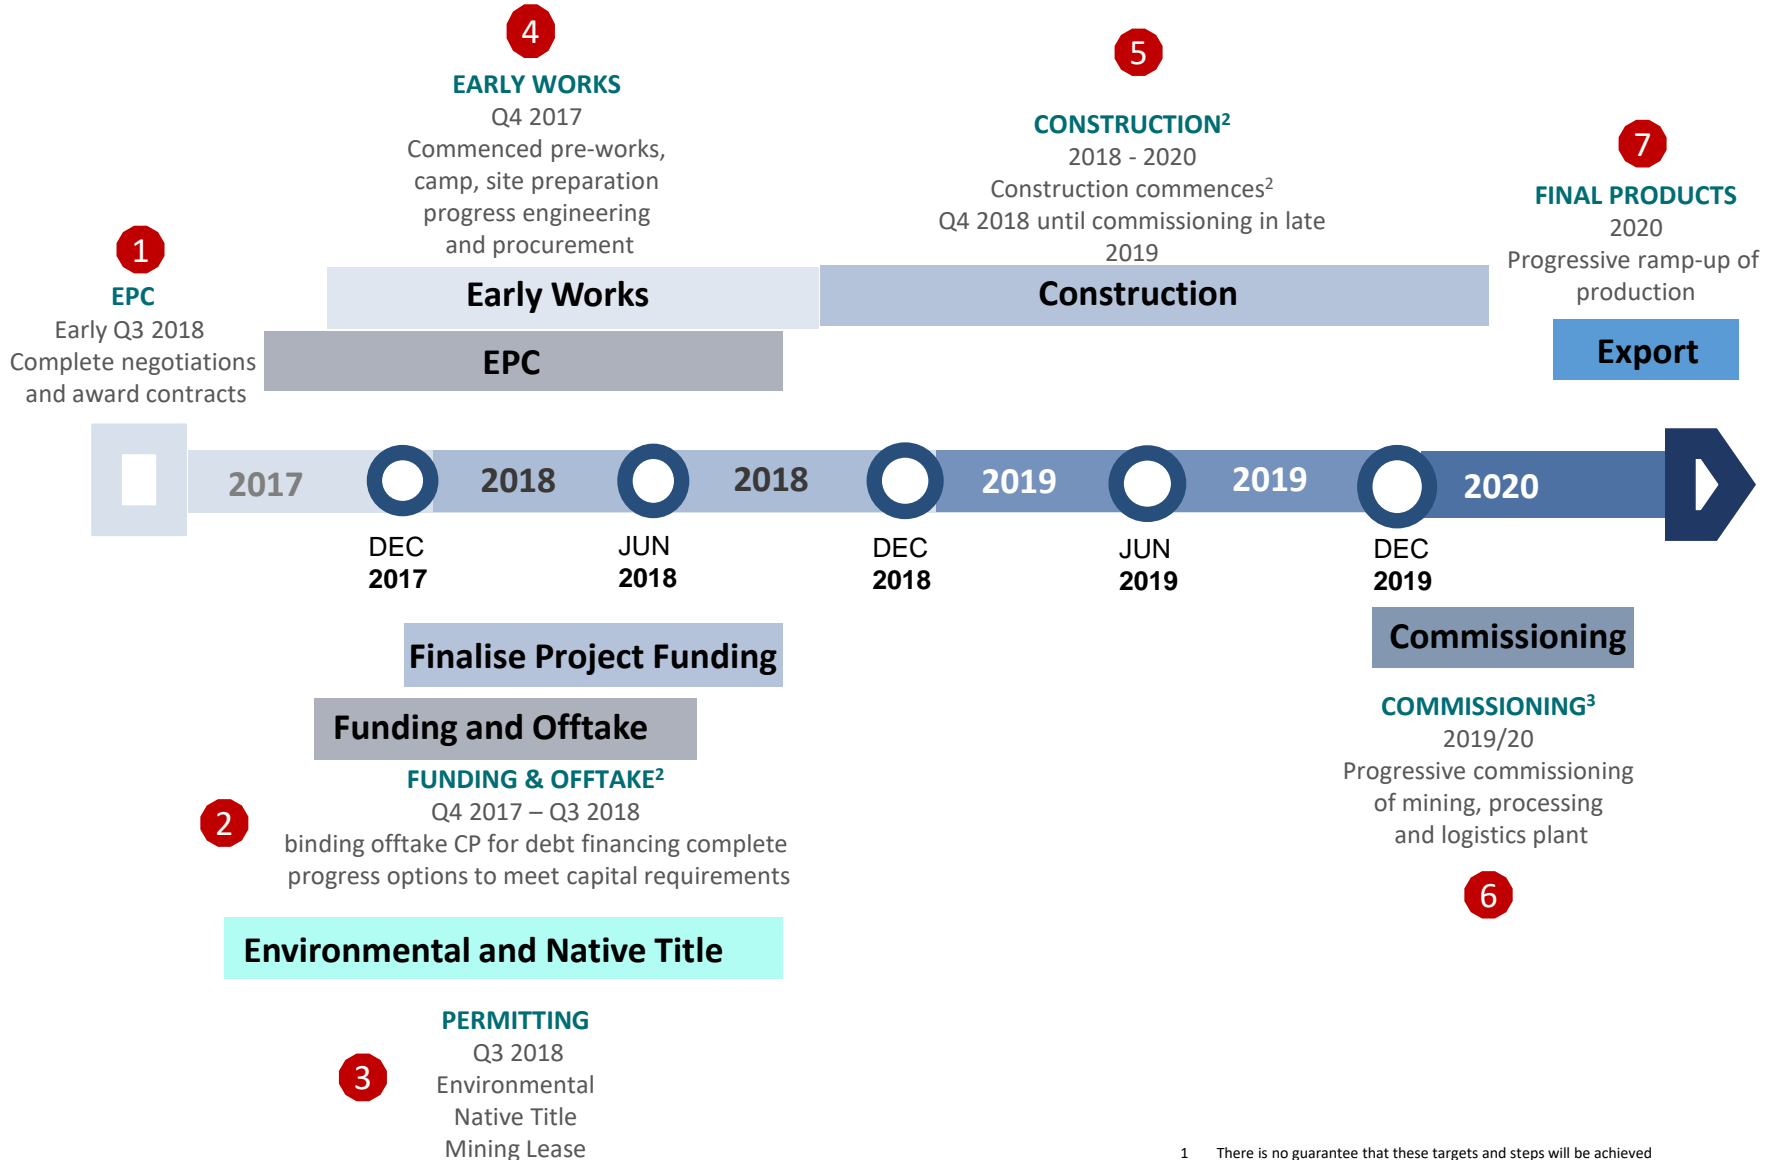 4
EARLY WORKS
Q4 2017
Commenced pre-works,
camp, site preparation
progress engineering
and procurement
5
CONSTRUCTION²
2018 - 2020
Construction commences²
Q4 2018 until commissioning in late
2019
7
FINAL PRODUCTS
2020
Progressive ramp-up of
production
1
EPC
Early Q3 2018
Complete negotiations
and award contracts
Early Works
Construction
EPC
Export
2017
2018
2018
2019
2019
2020
DEC
2017
JUN
2018
DEC
2018
JUN
2019
DEC
2019
Finalise Project Funding
Funding and Offtake
2
FUNDING & OFFTAKE²
Q4 2017 – Q3 2018
binding offtake CP for debt financing complete
progress options to meet capital requirements
Commissioning
COMMISSIONING³
2019/20
Progressive commissioning
of mining, processing
and logistics plant
6
Environmental and Native Title
3
PERMITTING
Q3 2018
Environmental
Native Title
Mining Lease
1 There is no guarantee that these targets and steps will be achieved